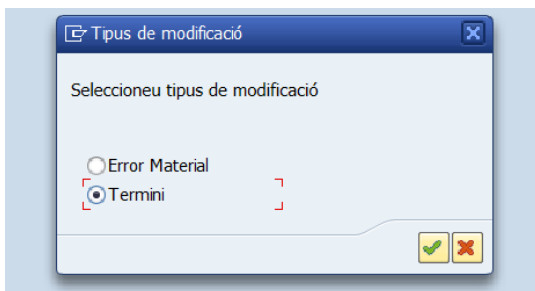 Tipus de modificació
Seleccioneu tipus de modificació
Error Material
Termini